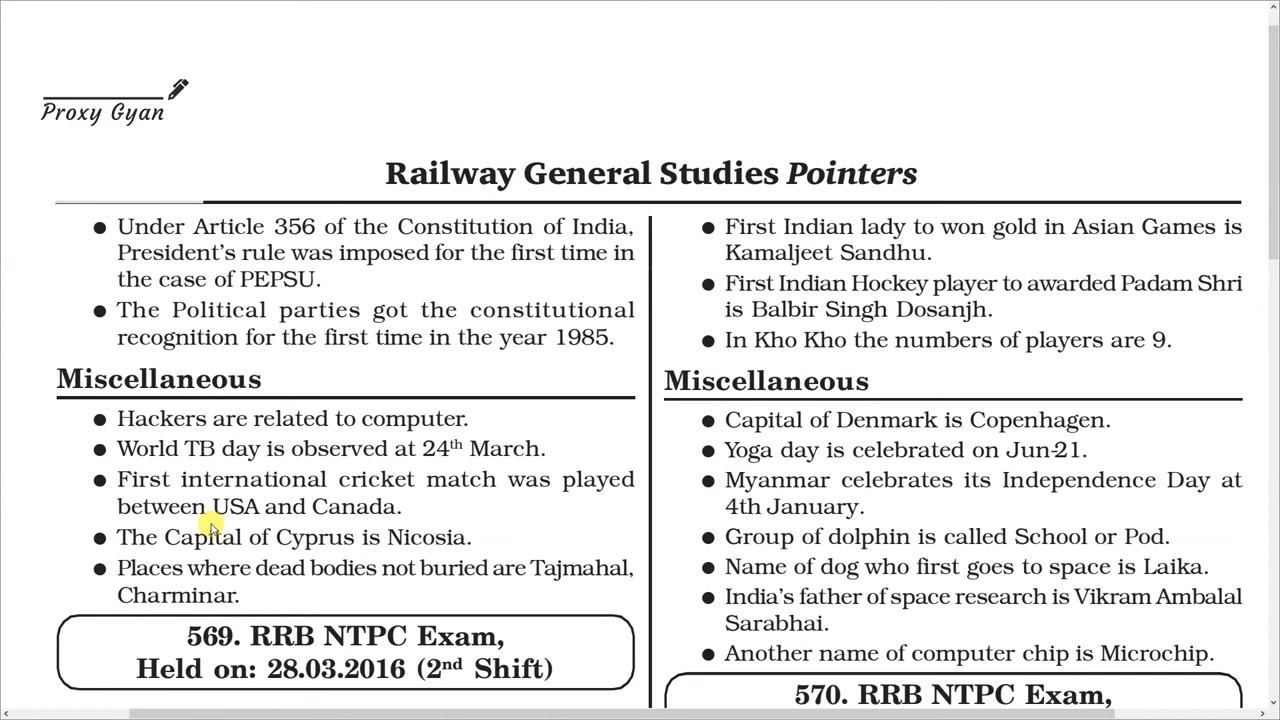 Proxy Gyan
Railway General Studies Pointers
● Under Article 356 of the Constitution of India,
President's rule was imposed for the first time in
the case of PEPSU.
● The Political parties got the constitutional
recognition for the first time in the year 1985.
Miscellaneous
● Hackers are related to computer.
● World TB day is observed at 24th March.
● First international cricket match was played
between USA and Canada.
● The Capital of Cyprus is Nicosia.
● Places where dead bodies not buried are Tajmahal,
Charminar.
569. RRB NTPC Exam,
Held on: 28.03.2016 (2nd Shift)
● First Indian lady to won gold in Asian Games is
Kamaljeet Sandhu.
● First Indian Hockey player to awarded Padam Shri
is Balbir Singh Dosanjh.
● In Kho Kho the numbers of players are 9.
Miscellaneous
● Capital of Denmark is Copenhagen.
● Yoga day is celebrated on Jun-21.
● Myanmar celebrates its Independence Day at
4th January.
● Group of dolphin is called School or Pod.
● Name of dog who first goes to space is Laika.
● India's father of space research is Vikram Ambalal
Sarabhai.
● Another name of computer chip is Microchip.
570. RRB NTPC Exam,